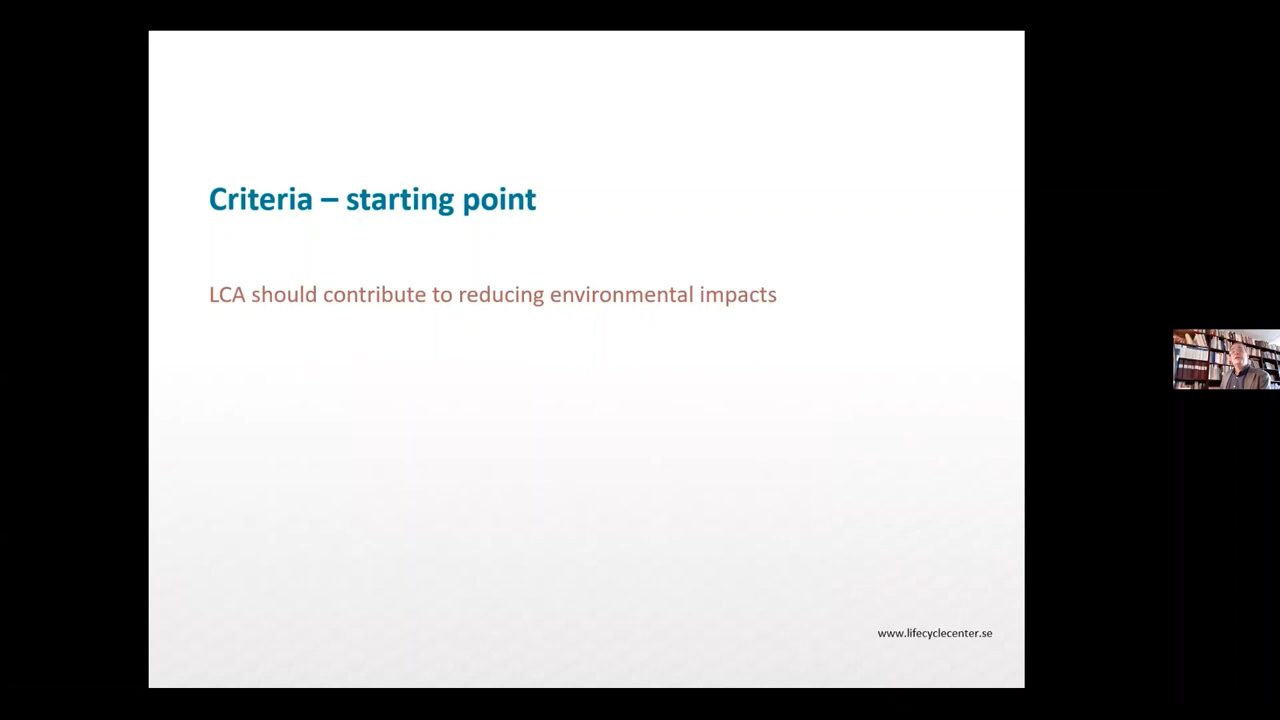 Criteria – starting point
LCA should contribute to reducing environmental impacts
www.lifecyclecenter.se